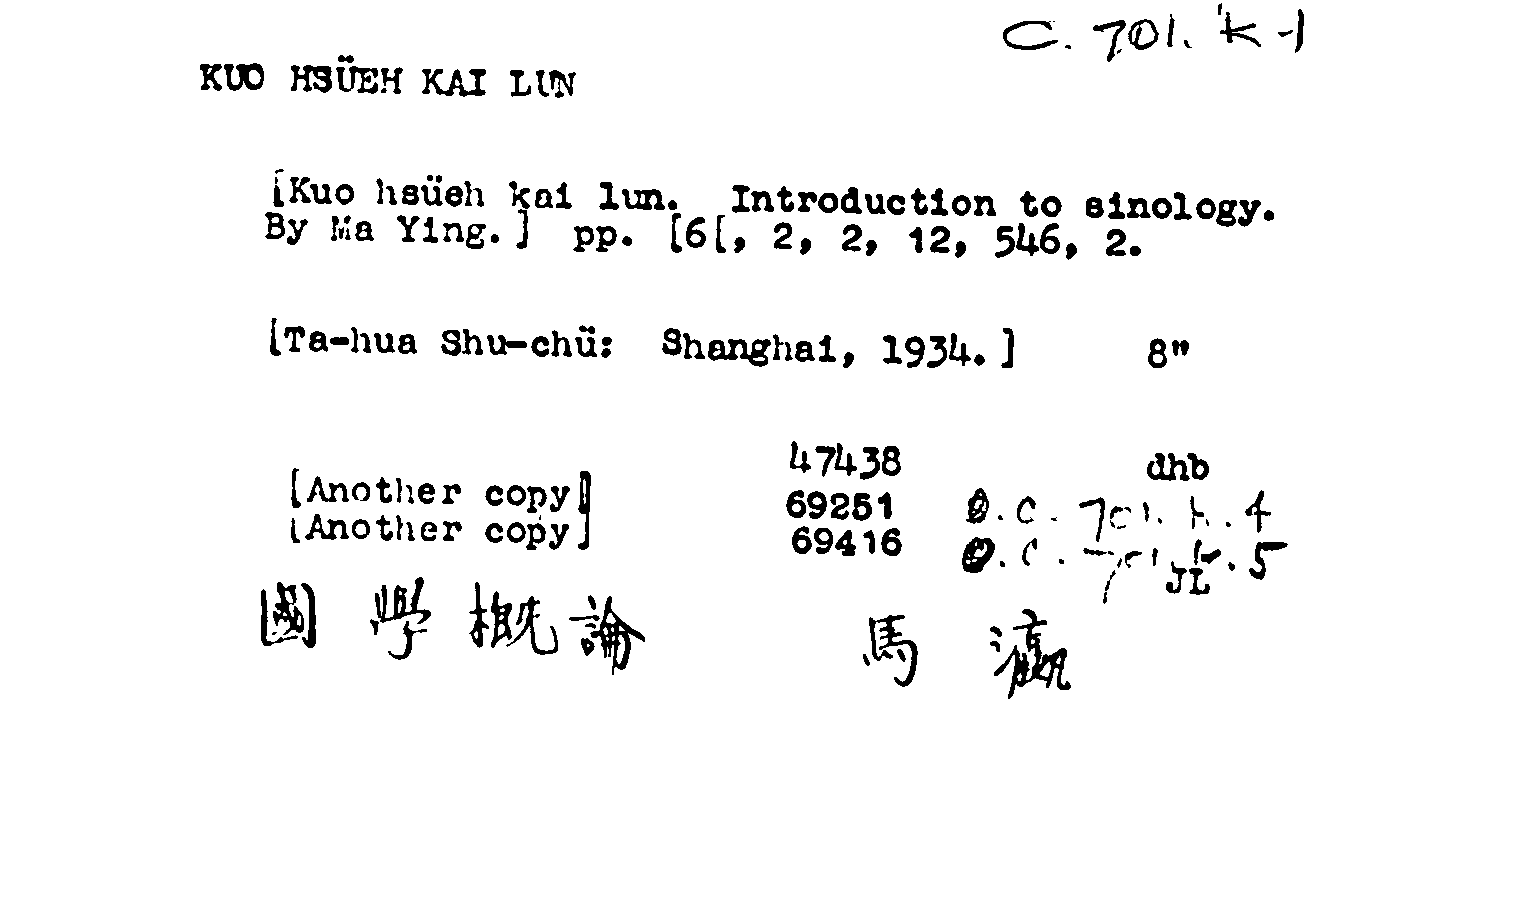 C. 701. K-1
KUO HSÜEH KAI LUN
[Kuo hsüeh kai lun. Introduction to sinology.
By Ma Ying.] pp. [6[, 2, 2, 12, 546, 2.
[Ta-hua Shu-chü: Shanghai, 1934.] 8"
47438 dhb
[Another copy] 69251 C. 701. k. 4
[Another copy] 69416 C. 701. k. 5
JL
國學概論 馬瀛